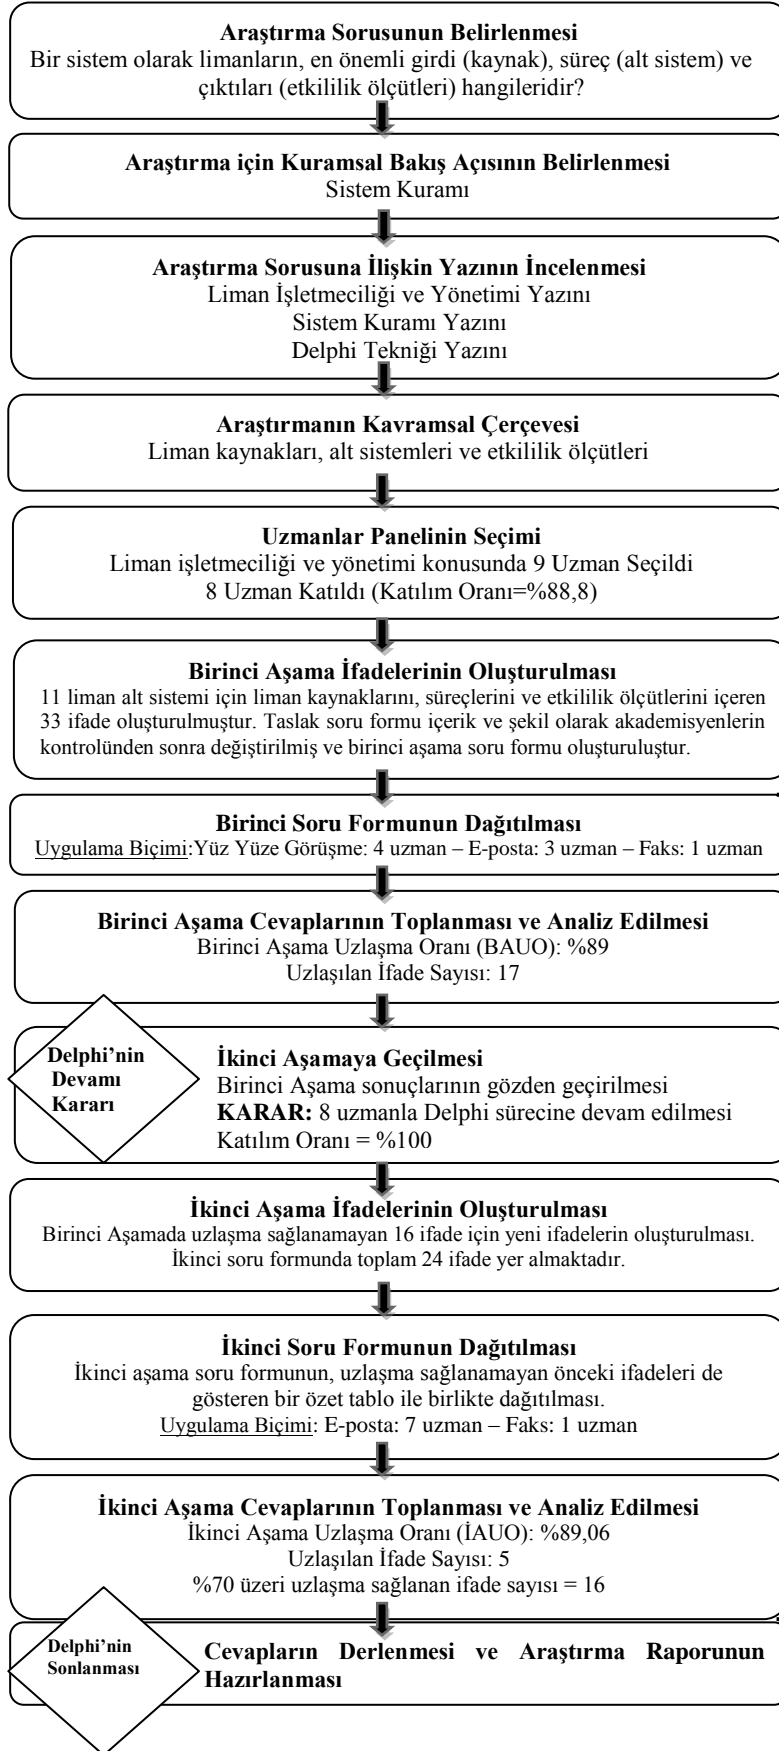 Araştırma Sorusunun Belirlenmesi
Bir sistem olarak limanların, en önemli girdi (kaynak), süreç (alt sistem) ve
çıktıları (etkililik ölçütleri) hangileridir?
Araştırma için Kuramsal Bakış Açısının Belirlenmesi
Sistem Kuramı
Araştırma Sorusuna İlişkin Yazının İncelenmesi
Liman İşletmeciliği ve Yönetimi Yazını
Sistem Kuramı Yazını
Delphi Tekniği Yazını
Araştırmanın Kavramsal Çerçevesi
Liman kaynakları, alt sistemleri ve etkililik ölçütleri
Uzmanlar Panelinin Seçimi
Liman işletmeciliği ve yönetimi konusunda 9 Uzman Seçildi
8 Uzman Katıldı (Katılım Oranı=%88,8)
Birinci Aşama İfadelerinin Oluşturulması
11 liman alt sistemi için liman kaynaklarını, süreçlerini ve etkililik ölçütlerini içeren
33 ifade oluşturulmuştur. Taslak soru formu içerik ve şekil olarak akademisyenlerin
kontrolünden sonra değiştirilmiş ve birinci aşama soru formu oluşturuluştur.
Birinci Soru Formunun Dağıtılması
Uygulama Biçimi:Yüz Yüze Görüşme: 4 uzman – E-posta: 3 uzman – Faks: 1 uzman
Birinci Aşama Cevaplarının Toplanması ve Analiz Edilmesi
Birinci Aşama Uzlaşma Oranı (BAUO): %89
Uzlaşılan İfade Sayısı: 17
Delphi’nin
Devamı
Kararı
İkinci Aşamaya Geçilmesi
Birinci Aşama sonuçlarının gözden geçirilmesi
KARAR: 8 uzmanla Delphi sürecine devam edilmesi
Katılım Oranı = %100
İkinci Aşama İfadelerinin Oluşturulması
Birinci Aşamada uzlaşma sağlanamayan 16 ifade için yeni ifadelerin oluşturulması.
İkinci soru formunda toplam 24 ifade yer almaktadır.
İkinci Soru Formunun Dağıtılması
İkinci aşama soru formunun, uzlaşma sağlanamayan önceki ifadeleri de
gösteren bir özet tablo ile birlikte dağıtılması.
Uygulama Biçimi: E-posta: 7 uzman – Faks: 1 uzman
İkinci Aşama Cevaplarının Toplanması ve Analiz Edilmesi
İkinci Aşama Uzlaşma Oranı (İAUO): %89,06
Uzlaşılan İfade Sayısı: 5
%70 üzeri uzlaşma sağlanan ifade sayısı = 16
Delphi’nin
Sonlanması
Cevapların Derlenmesi ve Araştırma Raporunun
Hazırlanması